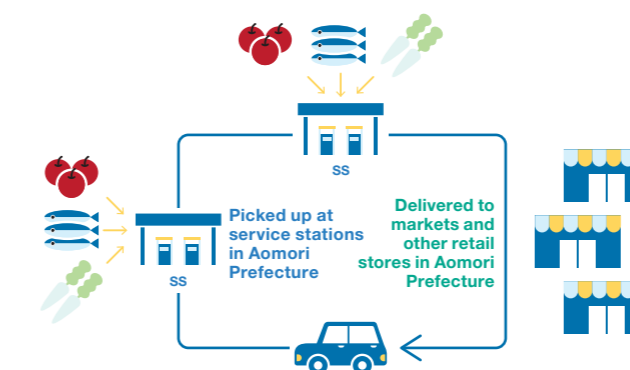 SS
Picked up at
service stations
in Aomori
Prefecture
SS
Delivered to
markets and
other retail
stores in Aomori
Prefecture